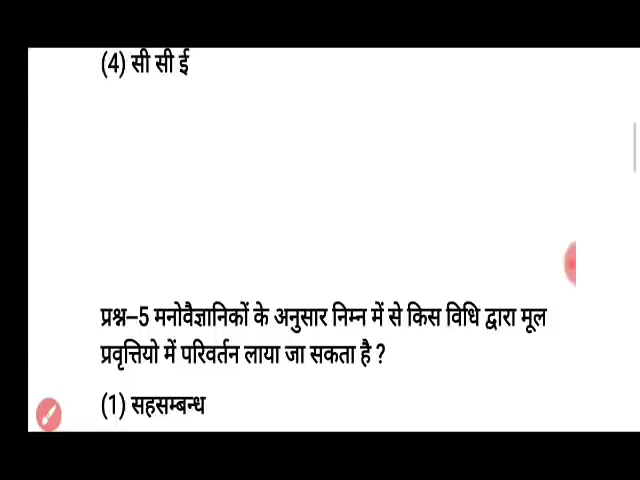 (4) सी सी ई
प्रश्न–5 मनोवैज्ञानिकों के अनुसार निम्न में से किस विधि द्वारा मूल
प्रवृत्तियो में परिवर्तन लाया जा सकता है ?
(1) सहसम्बन्ध